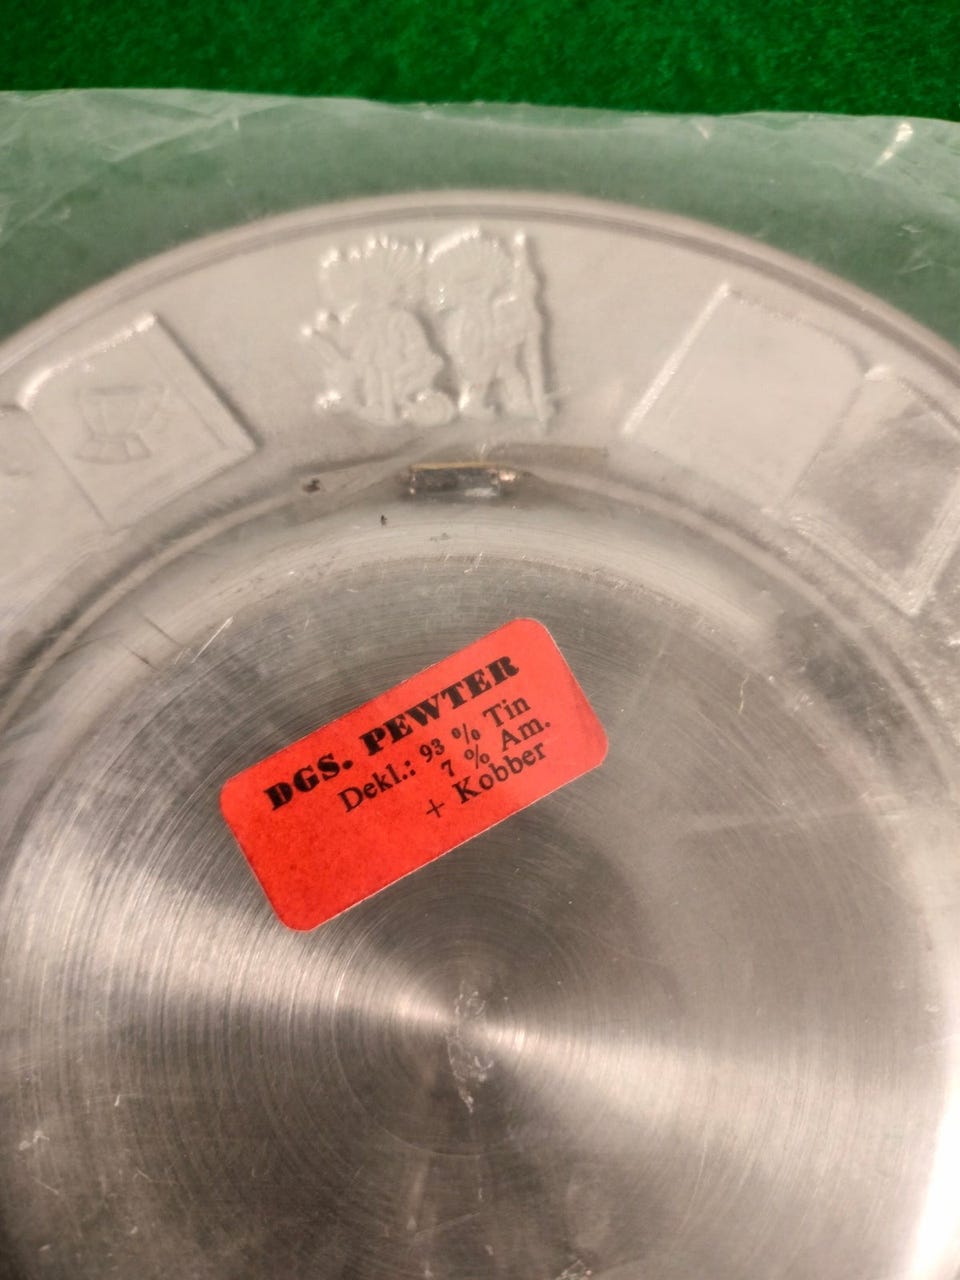 DGS. PEWTER
Dekl.: 93 % Tin
7 % Am.
+ Kobber